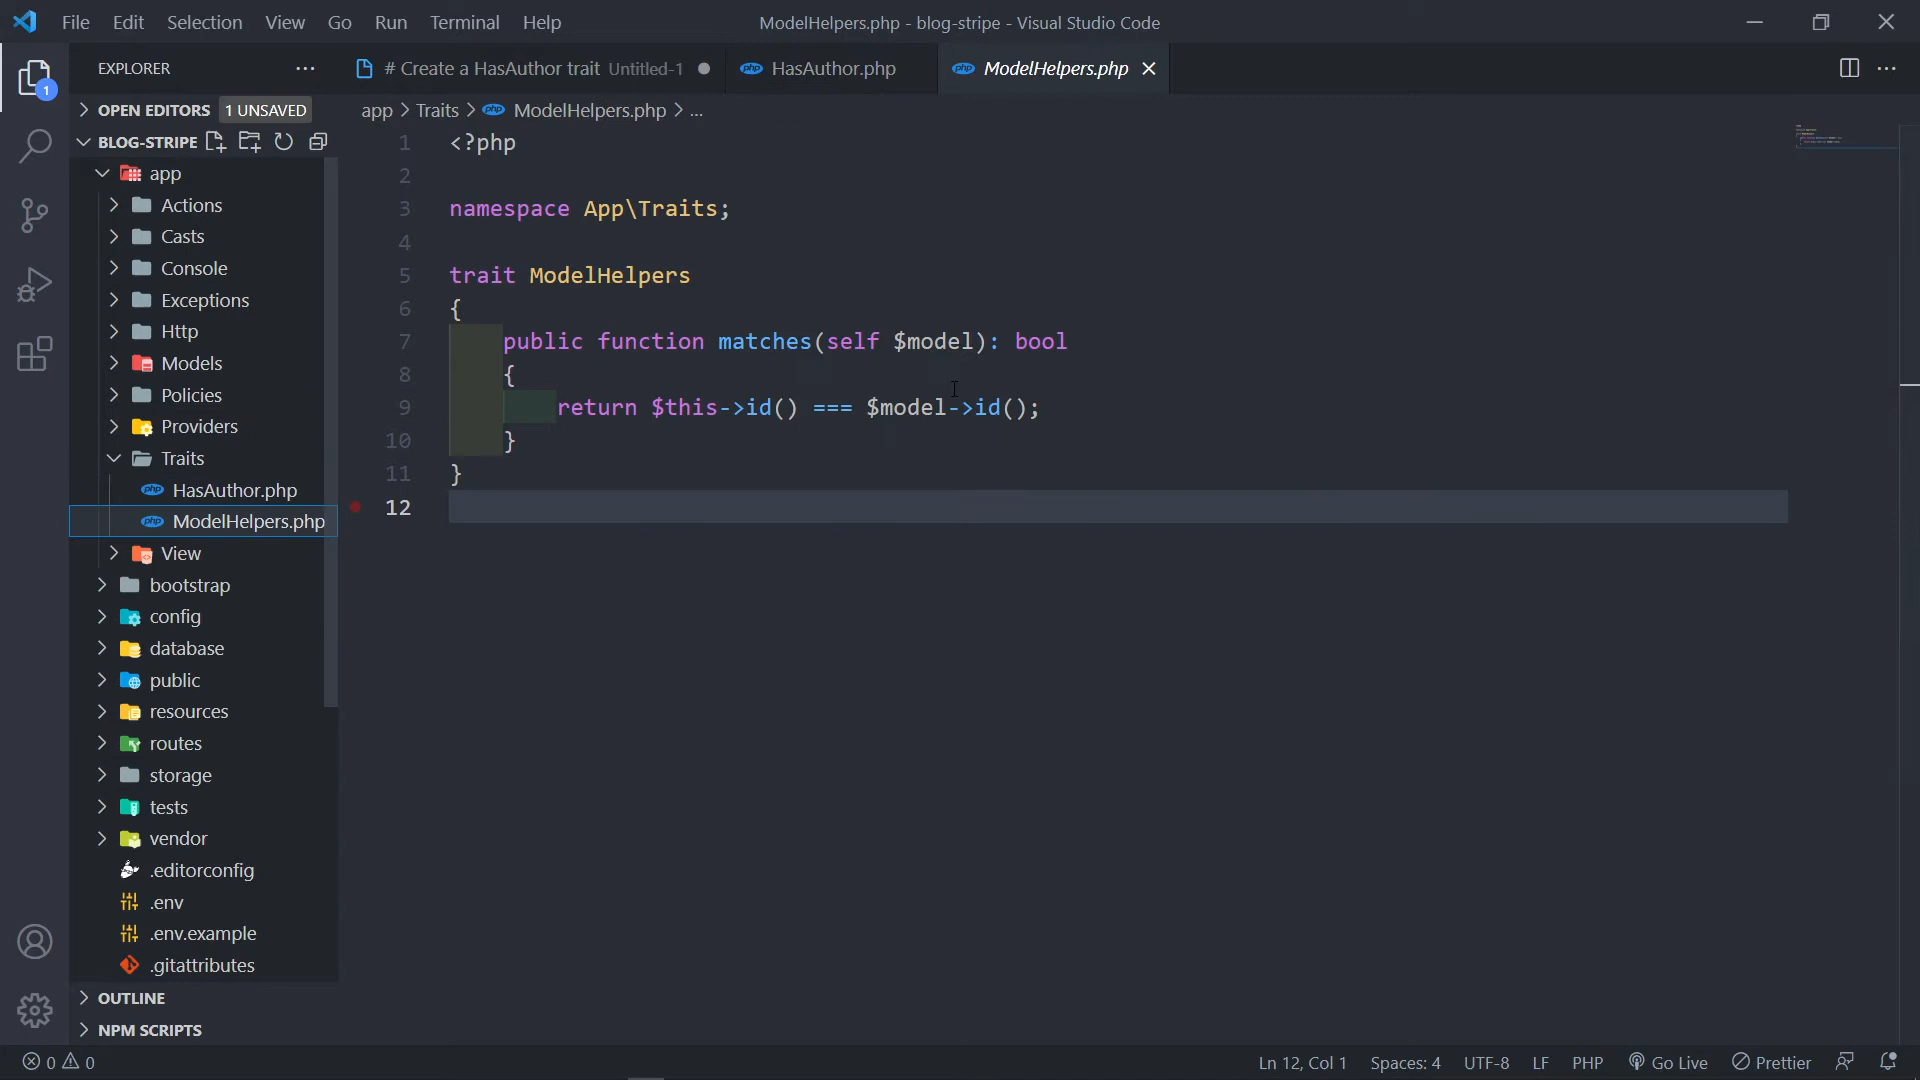 File Edit Selection View Go Run Terminal Help
ModelHelpers.php - blog-stripe - Visual Studio Code
EXPLORER
# Create a HasAuthor trait Untitled-1
HasAuthor.php
ModelHelpers.php
OPEN EDITORS 1 UNSAVED
app > Traits > ModelHelpers.php > ...
BLOG-STRIPE
1
app
Actions
Casts
Console
Exceptions
Http
Models
Policies
Providers
Traits
HasAuthor.php
ModelHelpers.php
View
bootstrap
config
database
public
resources
routes
storage
tests
vendor
.editorconfig
.env
.env.example
.gitattributes
OUTLINE
NPM SCRIPTS
1 <?php
2
3 namespace App\Traits;
4
5 trait ModelHelpers
6 {
7 public function matches(self $model): bool
8 {
9 return $this->id() === $model->id();
10 }
11 }
12
0 0
Ln 12, Col 1 Spaces: 4 UTF-8 LF PHP Go Live Prettier